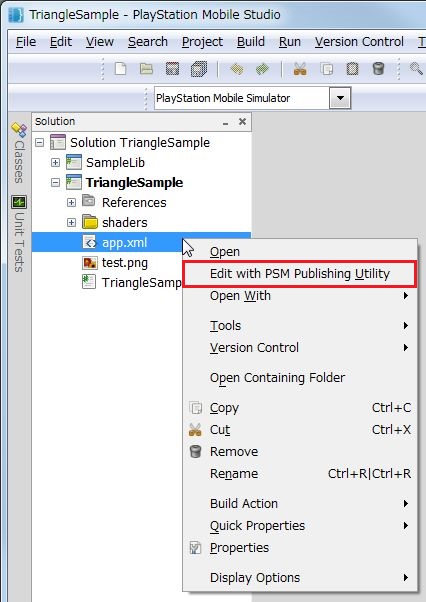 TriangleSample - PlayStation Mobile Studio
File Edit View Search Project Build Run Version Control T
PlayStation Mobile Simulator
Solution
Classes
Unit Tests
Solution TriangleSample
SampleLib
TriangleSample
References
shaders
app.xml
test.png
TriangleSamp
Open
Edit with PSM Publishing Utility
Open With
Tools
Version Control
Open Containing Folder
Copy Ctrl+C
Cut Ctrl+X
Remove
Rename Ctrl+R|Ctrl+R
Build Action
Quick Properties
Properties
Display Options